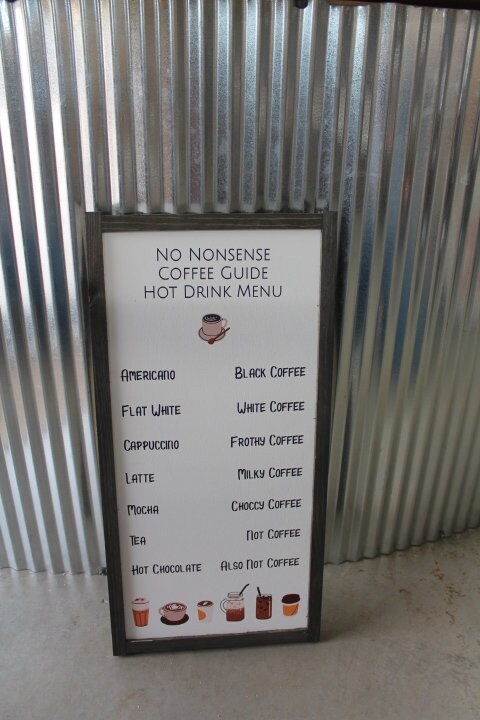 No Nonsense
Coffee Guide
Hot Drink Menu
Americano Black Coffee
Flat White White Coffee
Cappuccino Frothy Coffee
Latte Milky Coffee
Mocha Choccy Coffee
Tea Not Coffee
Hot Chocolate Also Not Coffee